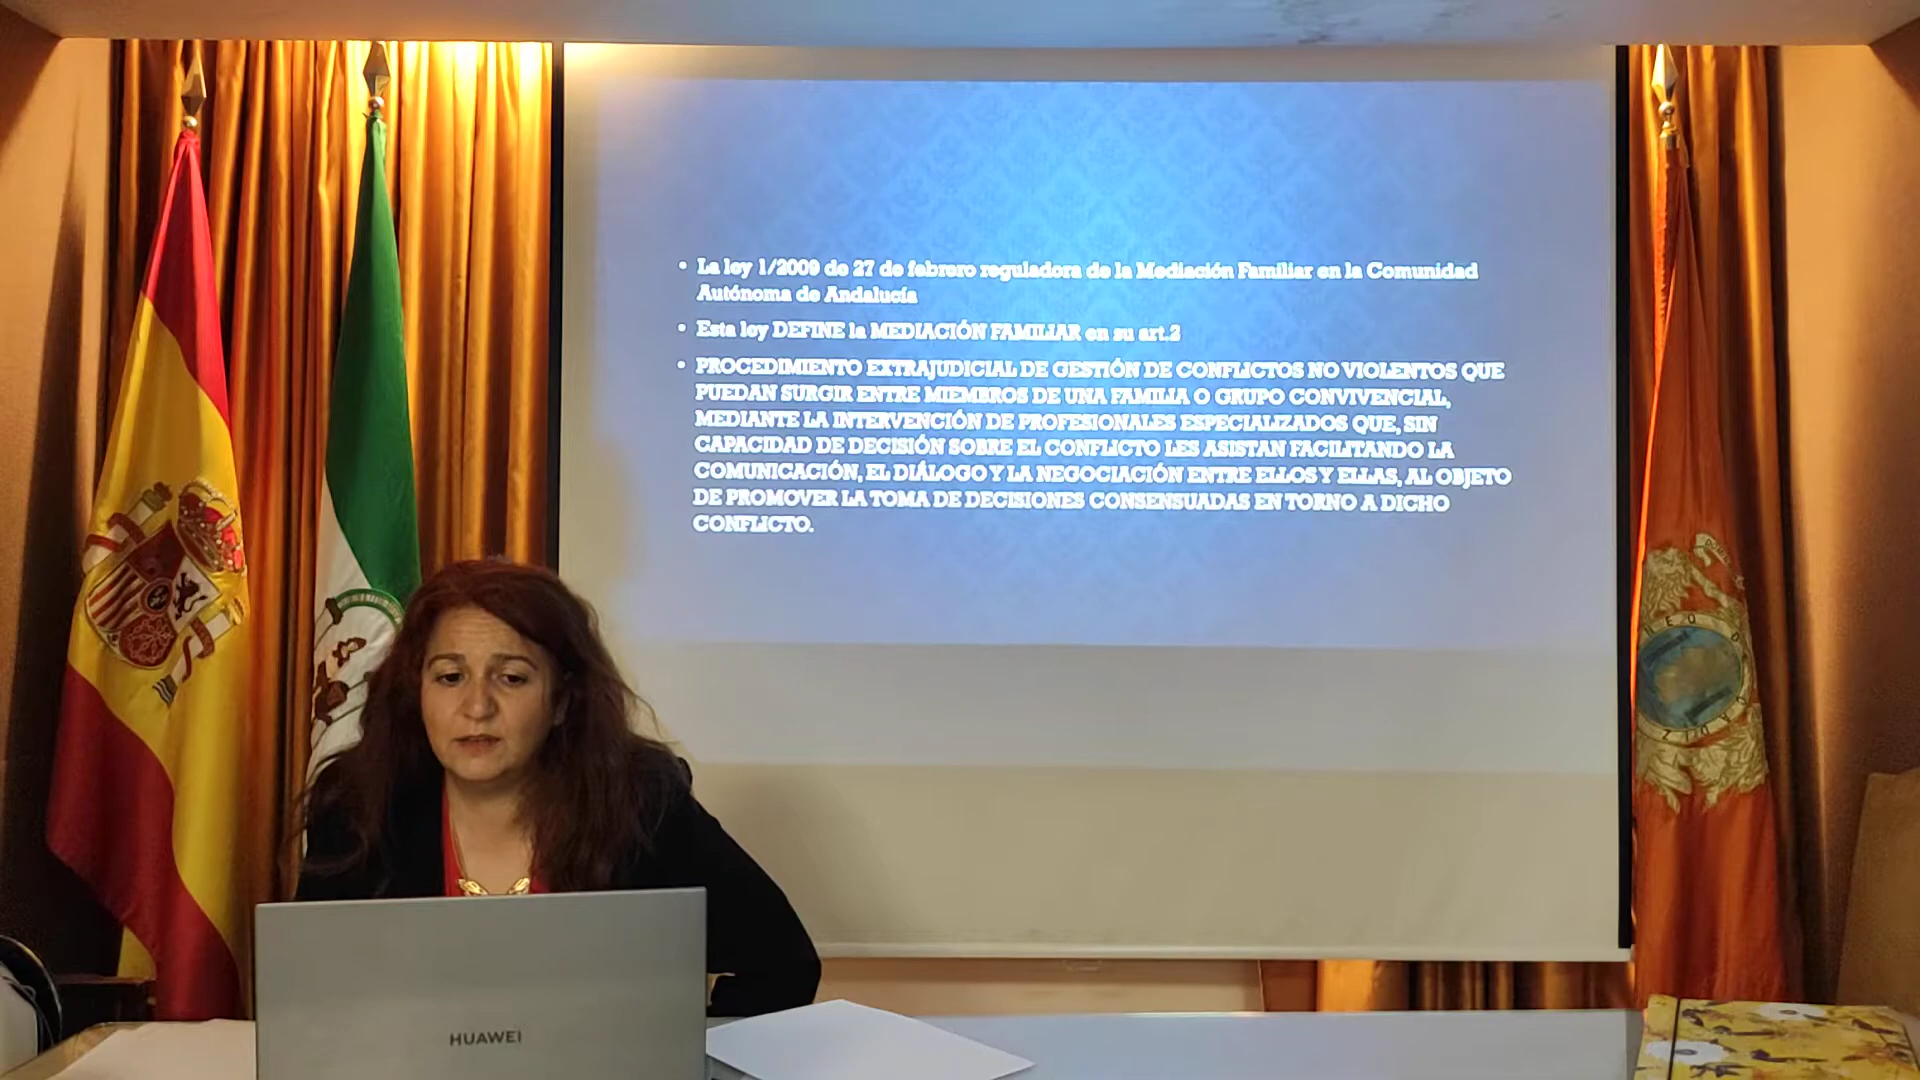 • La ley 1/2009 de 27 de febrero reguladora de la Mediación Familiar en la Comunidad
Autónoma de Andalucía
• Esta ley DEFINE la MEDIACIÓN FAMILIAR en su art.2
• PROCEDIMIENTO EXTRAJUDICIAL DE GESTIÓN DE CONFLICTOS NO VIOLENTOS QUE
PUEDAN SURGIR ENTRE MIEMBROS DE UNA FAMILIA O GRUPO CONVIVENCIAL,
MEDIANTE LA INTERVENCIÓN DE PROFESIONALES ESPECIALIZADOS QUE, SIN
CAPACIDAD DE DECISIÓN SOBRE EL CONFLICTO LES ASISTAN FACILITANDO LA
COMUNICACIÓN, EL DIÁLOGO Y LA NEGOCIACIÓN ENTRE ELLOS Y ELLAS, AL OBJETO
DE PROMOVER LA TOMA DE DECISIONES CONSENSUADAS EN TORNO A DICHO
CONFLICTO.
HUAWEI